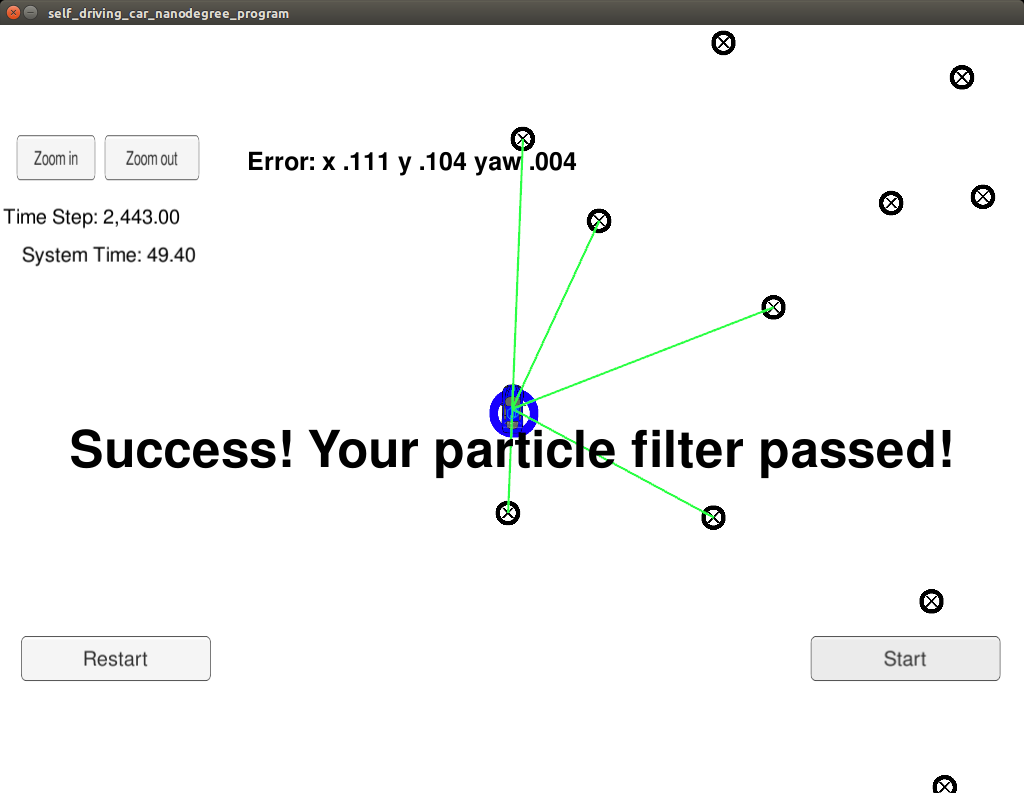 self_driving_car_nanodegree_program
Zoom in
Zoom out
Error: x .111 y .104 yaw .004
Time Step: 2,443.00
System Time: 49.40
Success! Your particle filter passed!
Restart
Start